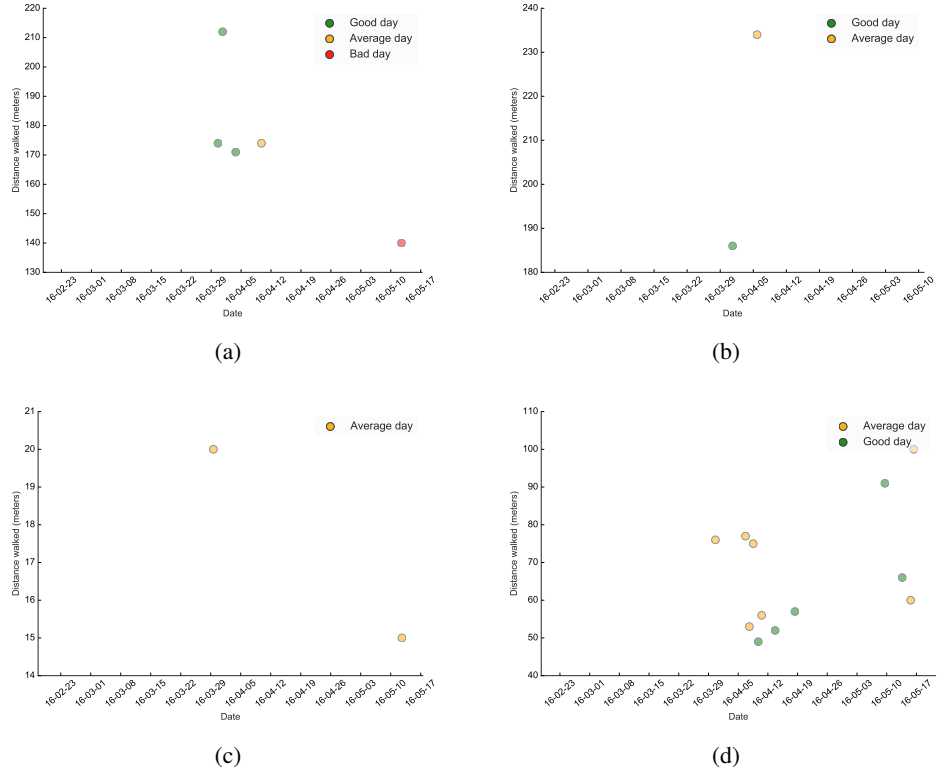 220
210
200
190
180
170
160
150
140
130
Distance walked (meters)
Good day
Average day
Bad day
16-02-23 16-03-01 16-03-08 16-03-15 16-03-22 16-03-29 16-04-05 16-04-12 16-04-19 16-04-26 16-05-03 16-05-10 16-05-17
Date
(a)
240
230
220
210
200
190
180
Distance walked (meters)
Good day
Average day
16-02-23 16-03-01 16-03-08 16-03-15 16-03-22 16-03-29 16-04-05 16-04-12 16-04-19 16-04-26 16-05-03 16-05-10
Date
(b)
21
20
19
18
17
16
15
14
Distance walked (meters)
Average day
16-02-23 16-03-01 16-03-08 16-03-15 16-03-22 16-03-29 16-04-05 16-04-12 16-04-19 16-04-26 16-05-03 16-05-10 16-05-17
Date
(c)
110
100
90
80
70
60
50
40
Distance walked (meters)
Average day
Good day
16-02-23 16-03-01 16-03-08 16-03-15 16-03-22 16-03-29 16-04-05 16-04-12 16-04-19 16-04-26 16-05-03 16-05-10 16-05-17
Date
(d)